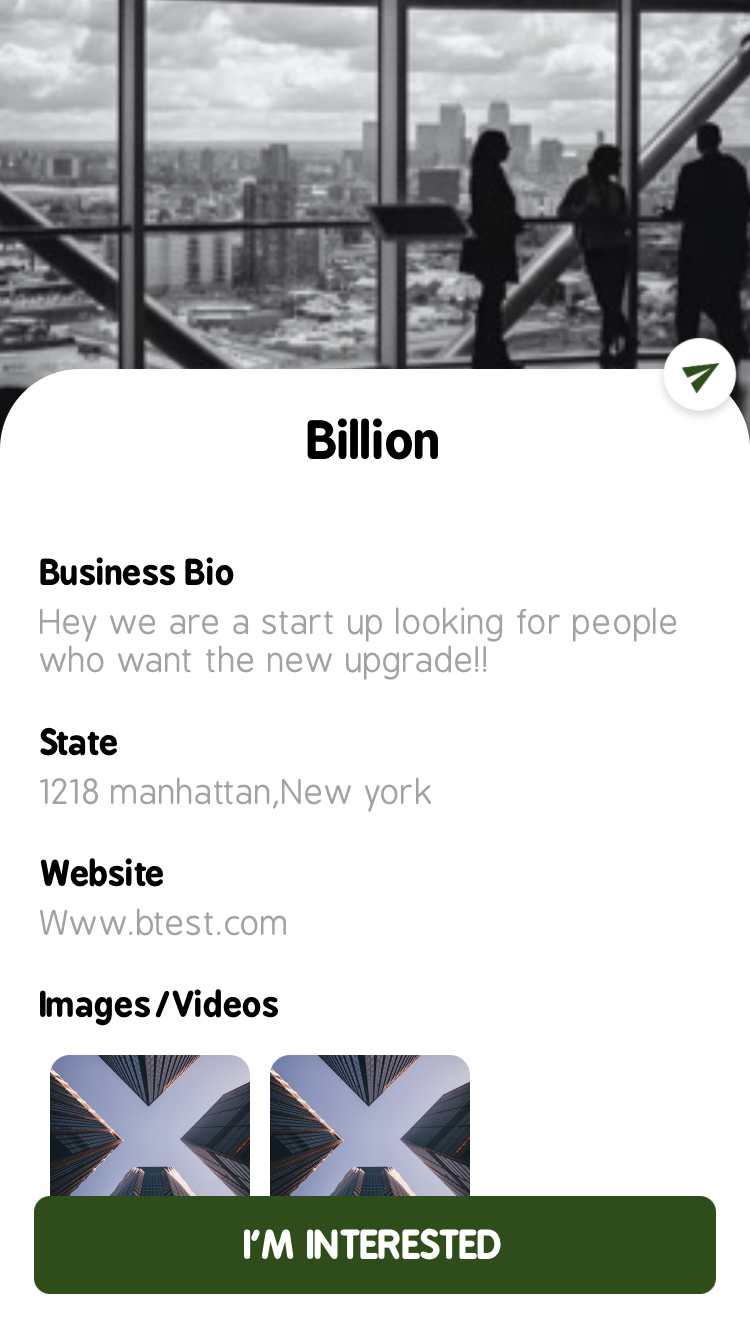 Billion
Business Bio
Hey we are a start up looking for people
who want the new upgrade!!
State
1218 manhattan,New york
Website
Www.btest.com
Images/Videos
I'M INTERESTED